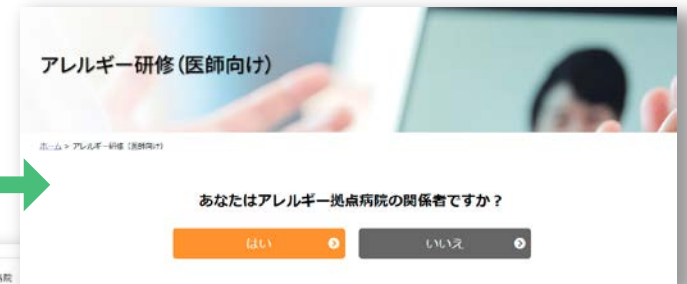 アレルギー研修（医師向け）
ホーム > アレルギー研修（医師向け）
あなたはアレルギー拠点病院の関係者ですか？
はい
いいえ
病院